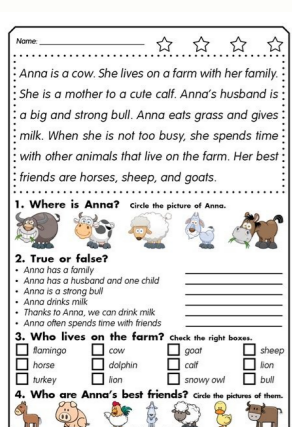 Name:
Anna is a cow. She lives on a farm with her family.
She is a mother to a cute calf. Anna's husband is
a big and strong bull. Anna eats grass and gives
milk. When she is not too busy, she spends time
with other animals that live on the farm. Her best
friends are horses, sheep, and goats.
1. Where is Anna? Circle the picture of Anna.
2. True or false?
• Anna has a family
• Anna has a husband and one child
• Anna is a strong bull
• Anna drinks milk
• Thanks to Anna, we can drink milk
• Anna often spends time with friends
3. Who lives on the farm? Check the right boxes.
flamingo cow goat sheep
horse dolphin calf lion
turkey lion snowy owl bull
4. Who are Anna's best friends? Circle the pictures of them.